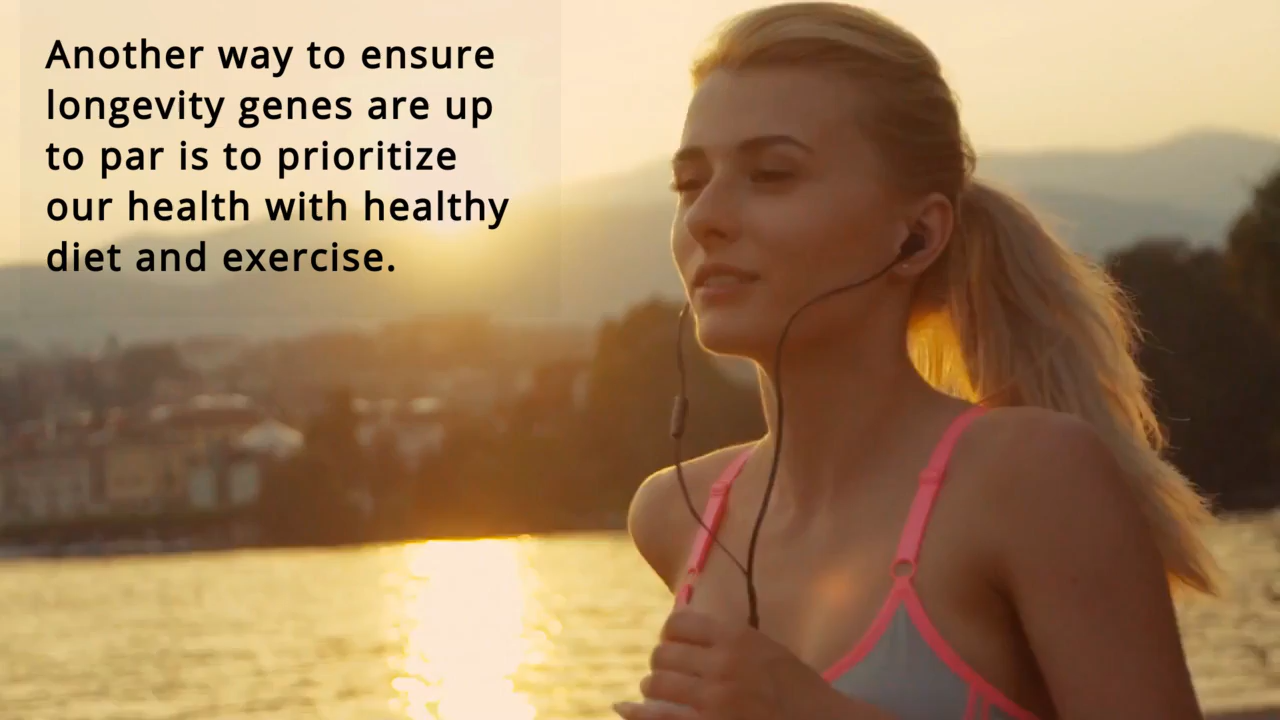 Another way to ensure
longevity genes are up
to par is to prioritize
our health with healthy
diet and exercise.